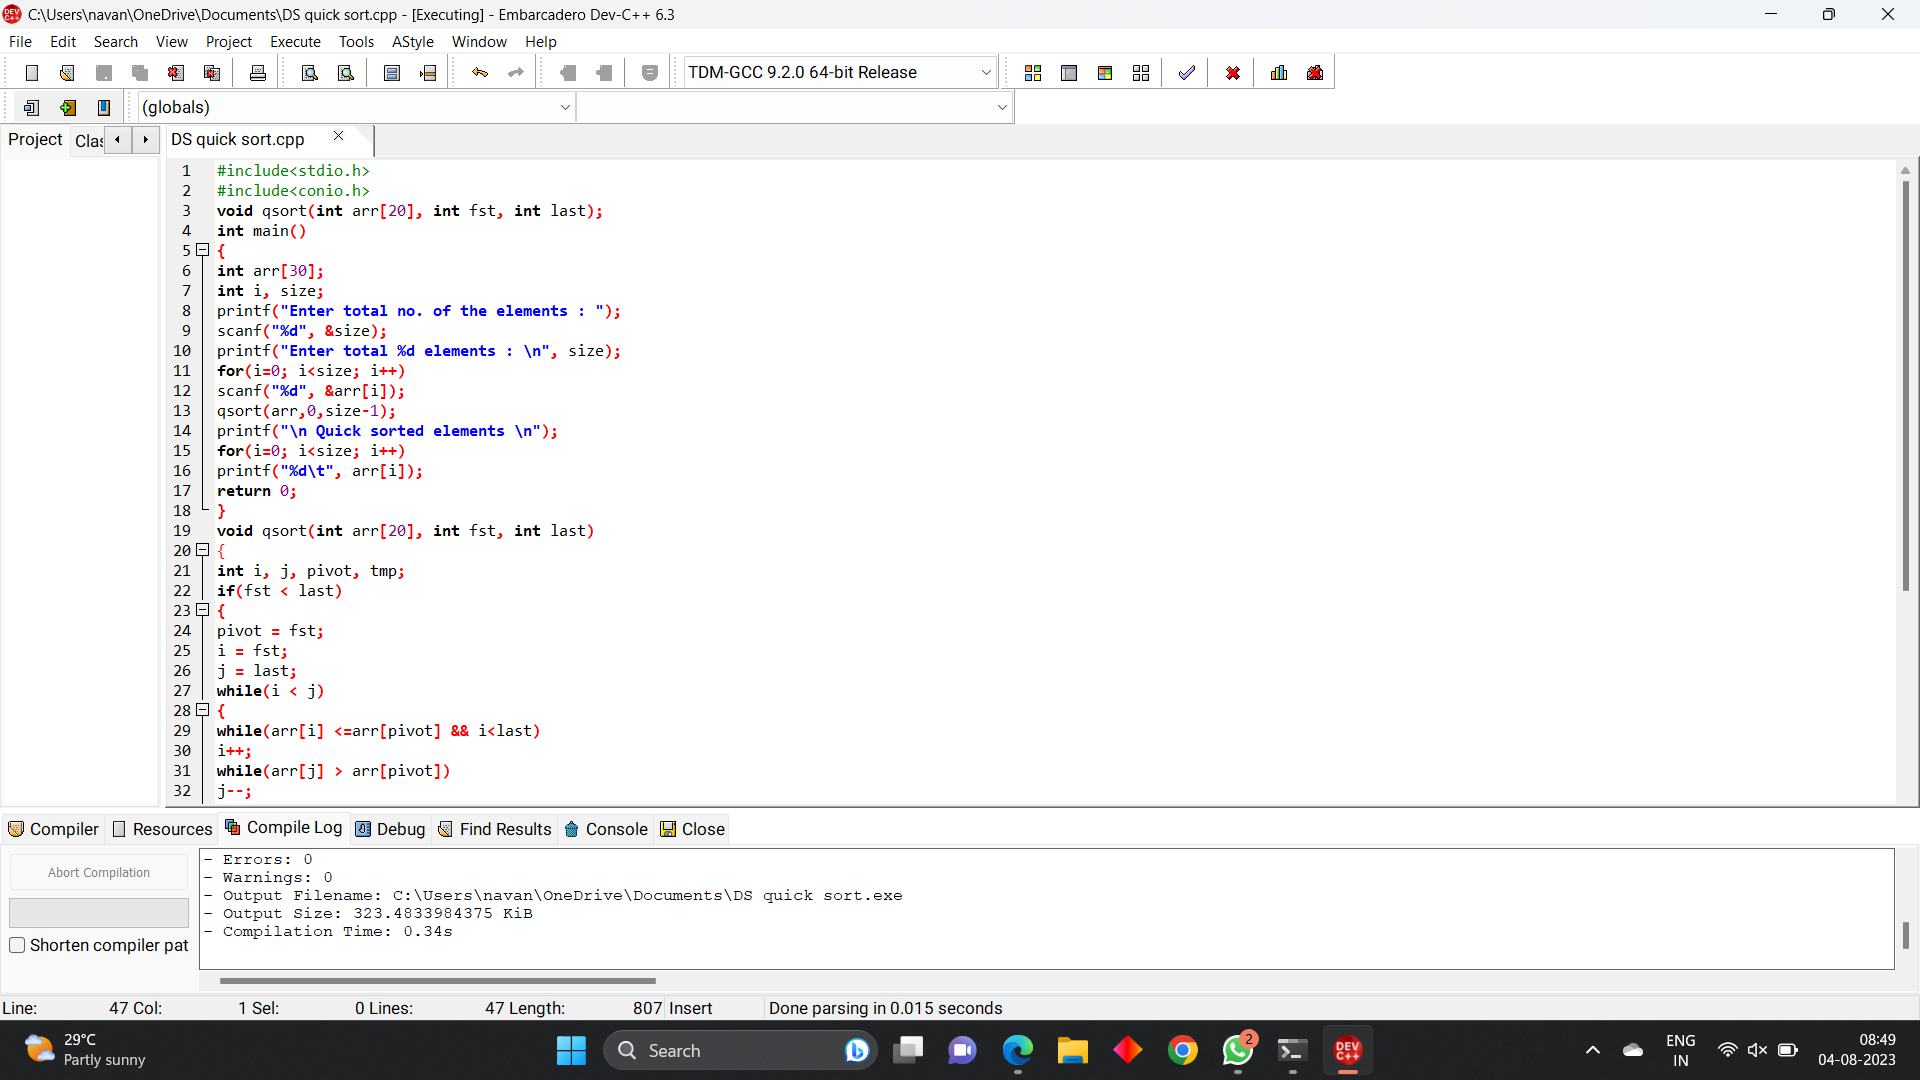 C:\Users\navan\OneDrive\Documents\DS quick sort.cpp - [Executing] - Embarcadero Dev-C++ 6.3
File Edit Search View Project Execute Tools AStyle Window Help
TDM-GCC 9.2.0 64-bit Release
(globals)
Project Clas DS quick sort.cpp
1 #include<stdio.h>
2 #include<conio.h>
3 void qsort(int arr[20], int fst, int last);
4 int main()
5 {
6 int arr[30];
7 int i, size;
8 printf("Enter total no. of the elements : ");
9 scanf("%d", &size);
10 printf("Enter total %d elements : \n", size);
11 for(i=0; i<size; i++)
12 scanf("%d", &arr[i]);
13 qsort(arr,0,size-1);
14 printf("\n Quick sorted elements \n");
15 for(i=0; i<size; i++)
16 printf("%d\t", arr[i]);
17 return 0;
18 }
19 void qsort(int arr[20], int fst, int last)
20 {
21 int i, j, pivot, tmp;
22 if(fst < last)
23 {
24 pivot = fst;
25 i = fst;
26 j = last;
27 while(i < j)
28 {
29 while(arr[i] <=arr[pivot] && i<last)
30 i++;
31 while(arr[j] > arr[pivot])
32 j--;
Compiler Resources Compile Log Debug Find Results Console Close
Abort Compilation
Shorten compiler pat
- Errors: 0
- Warnings: 0
- Output Filename: C:\Users\navan\OneDrive\Documents\DS quick sort.exe
- Output Size: 323.4833984375 KiB
- Compilation Time: 0.34s
Line: 47 Col: 1 Sel: 0 Lines: 47 Length: 807 Insert Done parsing in 0.015 seconds
29°C
Partly sunny
Search
2
DEV
C++
ENG
IN
08:49
04-08-2023